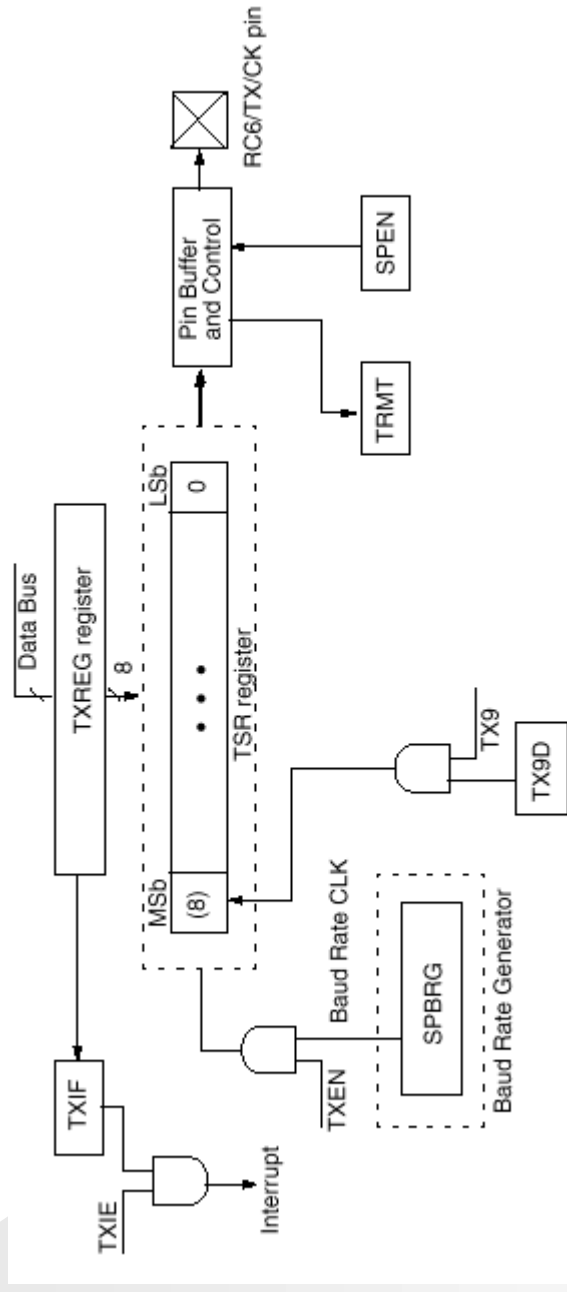 Data Bus
TXREG register
8
TXIF
TXIE
Interrupt
MSb
LSb
(8)
• • •
0
TSR register
Pin Buffer
and Control
RC6/TX/CK pin
TXEN
Baud Rate CLK
SPBRG
Baud Rate Generator
TX9
TX9D
TRMT
SPEN